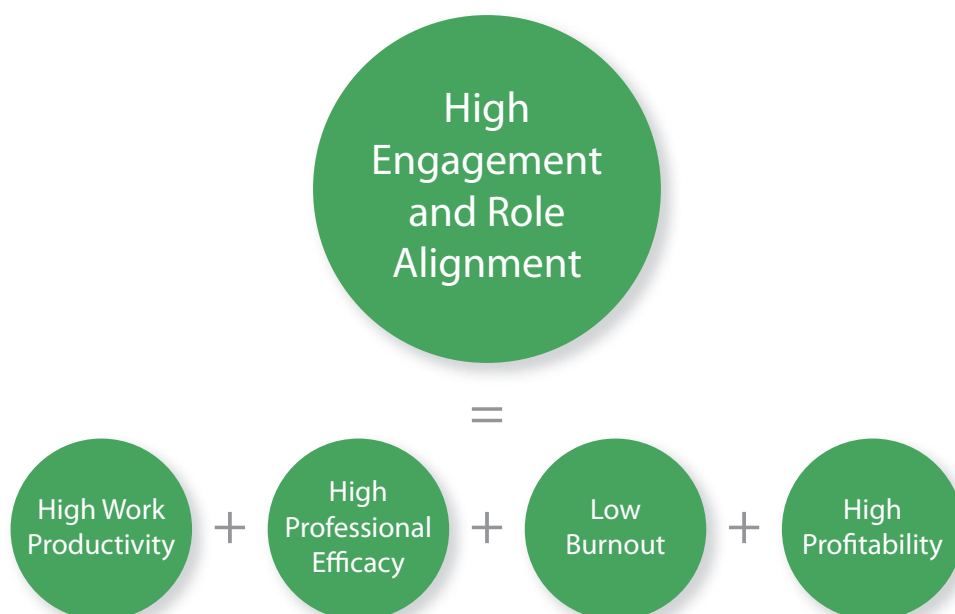 High
Engagement
and Role
Alignment
=
High Work
Productivity
+
High
Professional
Efficacy
+
Low
Burnout
+
High
Profitability